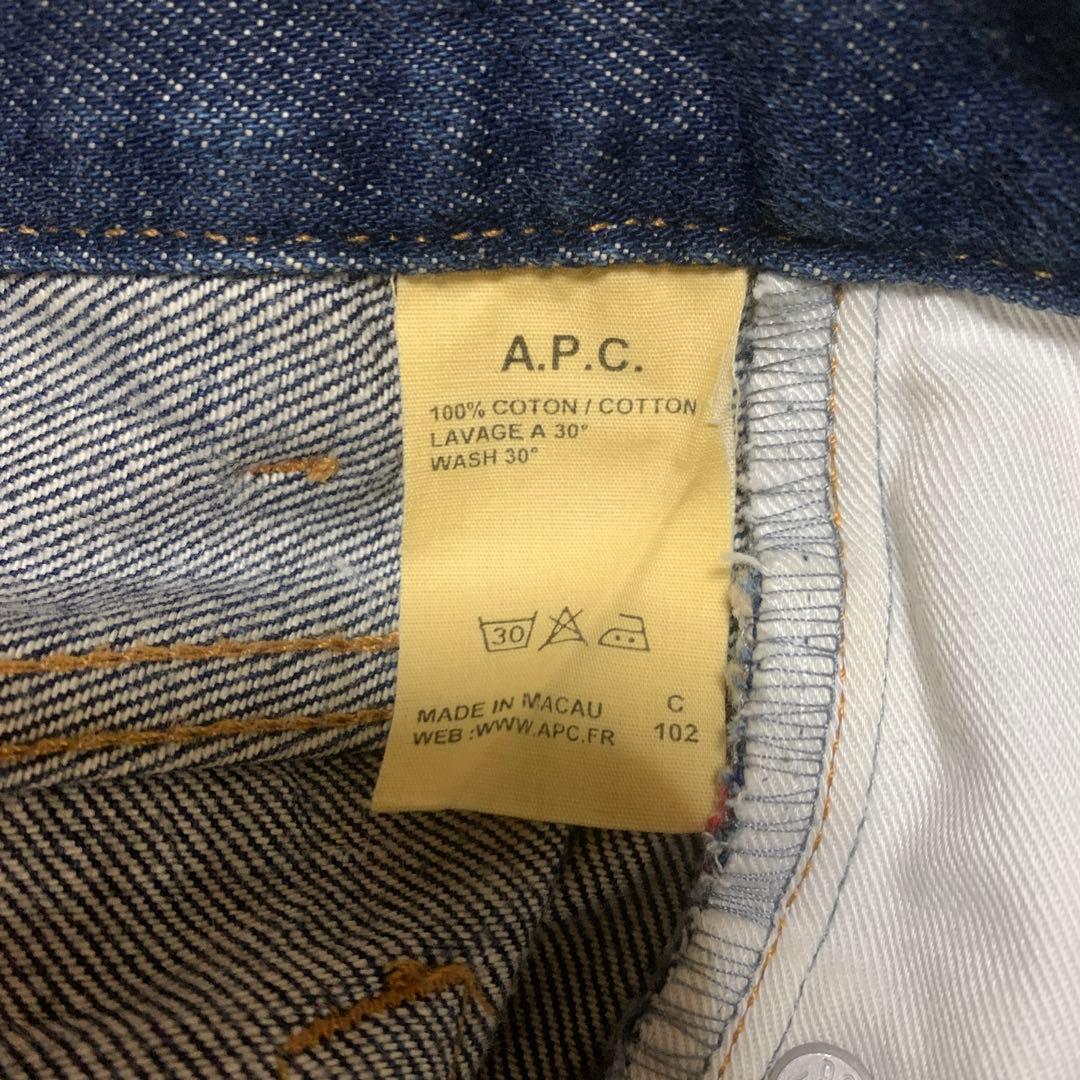 A.P.C.
100% COTON / COTTON
LAVAGE A 30°
WASH 30°
30
MADE IN MACAU C
WEB :WWW.APC.FR 102